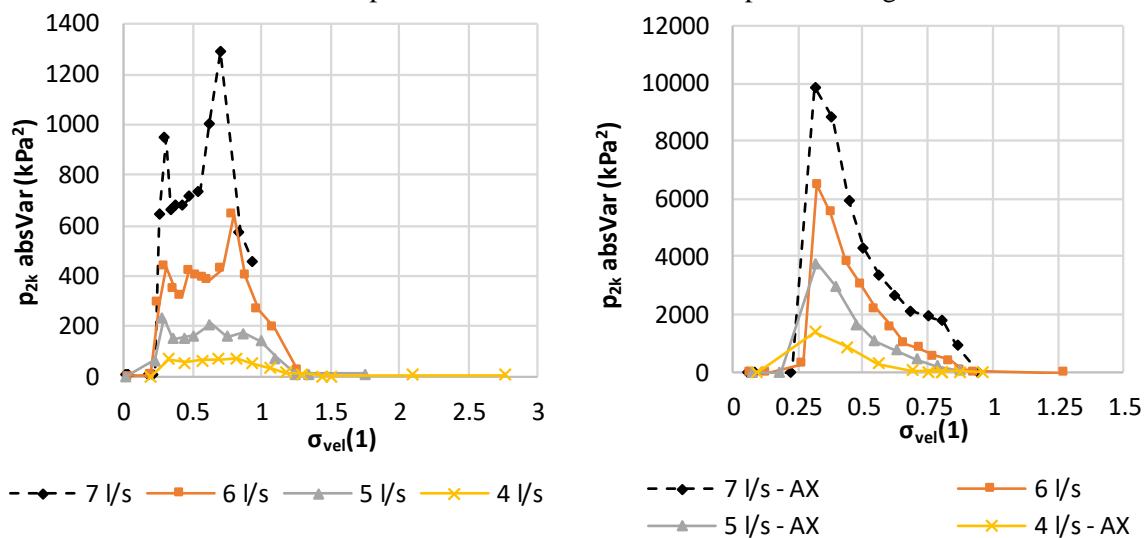 1400
1200
1000
800
600
400
200
0
p2k absVar (kPa²)
0 0.5 1 1.5 2 2.5 3
σvel(1)
7 l/s 6 l/s 5 l/s 4 l/s
12000
10000
8000
6000
4000
2000
0
p2k absVar (kPa²)
0 0.25 0.5 0.75 1 1.25 1.5
σvel(1)
7 l/s - AX 6 l/s
5 l/s - AX 4 l/s - AX